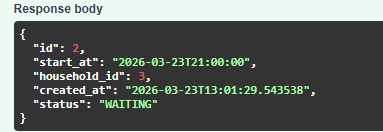 Response body
{
  "id": 2,
  "start_at": "2026-03-23T21:00:00",
  "household_id": 3,
  "created_at": "2026-03-23T13:01:29.543538",
  "status": "WAITING"
}